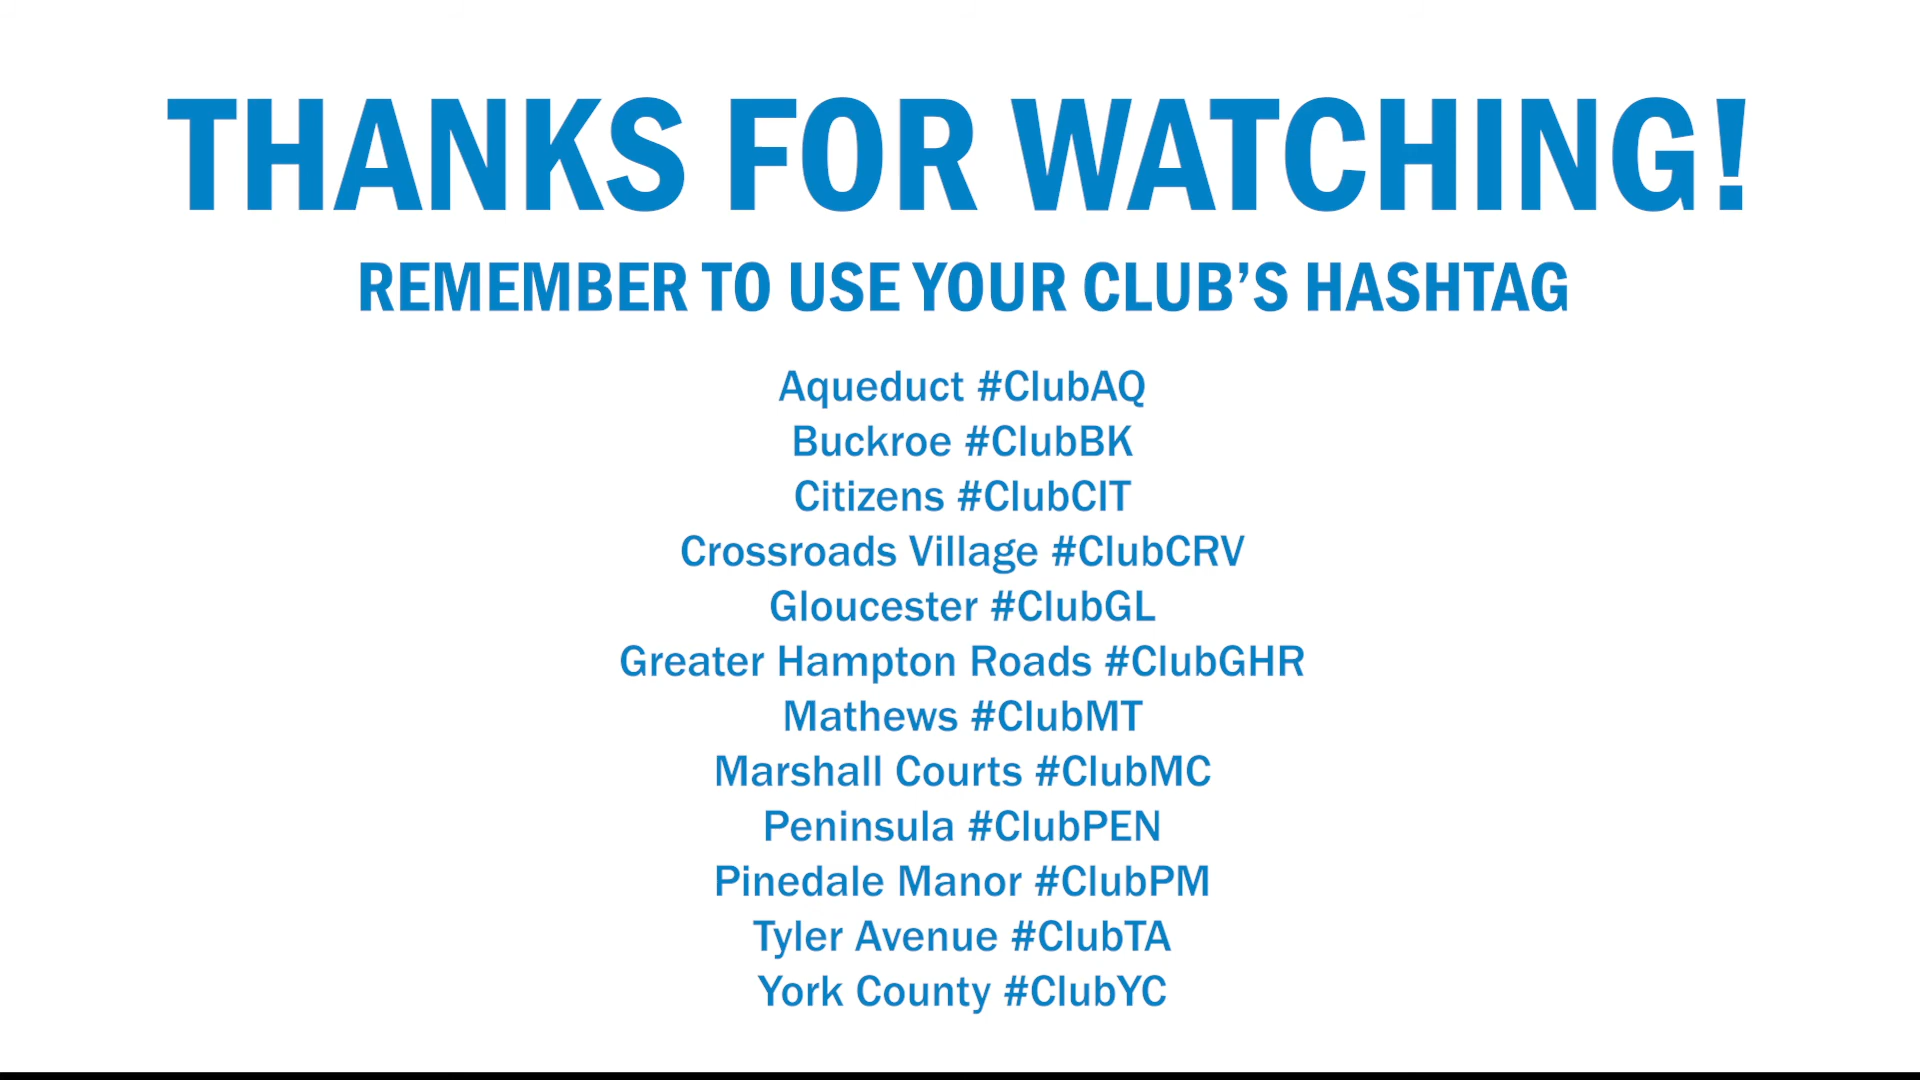 THANKS FOR WATCHING!
REMEMBER TO USE YOUR CLUB’S HASHTAG
Aqueduct #ClubAQ
Buckroe #ClubBK
Citizens #ClubCIT
Crossroads Village #ClubCRV
Gloucester #ClubGL
Greater Hampton Roads #ClubGHR
Mathews #ClubMT
Marshall Courts #ClubMC
Peninsula #ClubPEN
Pinedale Manor #ClubPM
Tyler Avenue #ClubTA
York County #ClubYC